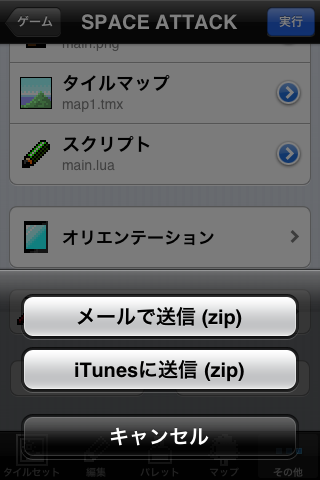 ゲーム
SPACE ATTACK
実行
main.png
タイルマップ
map1.tmx
スクリプト
main.lua
オリエンテーション
メールで送信 (zip)
iTunesに送信 (zip)
キャンセル
タイルセット
編集
パレット
マップ
その他